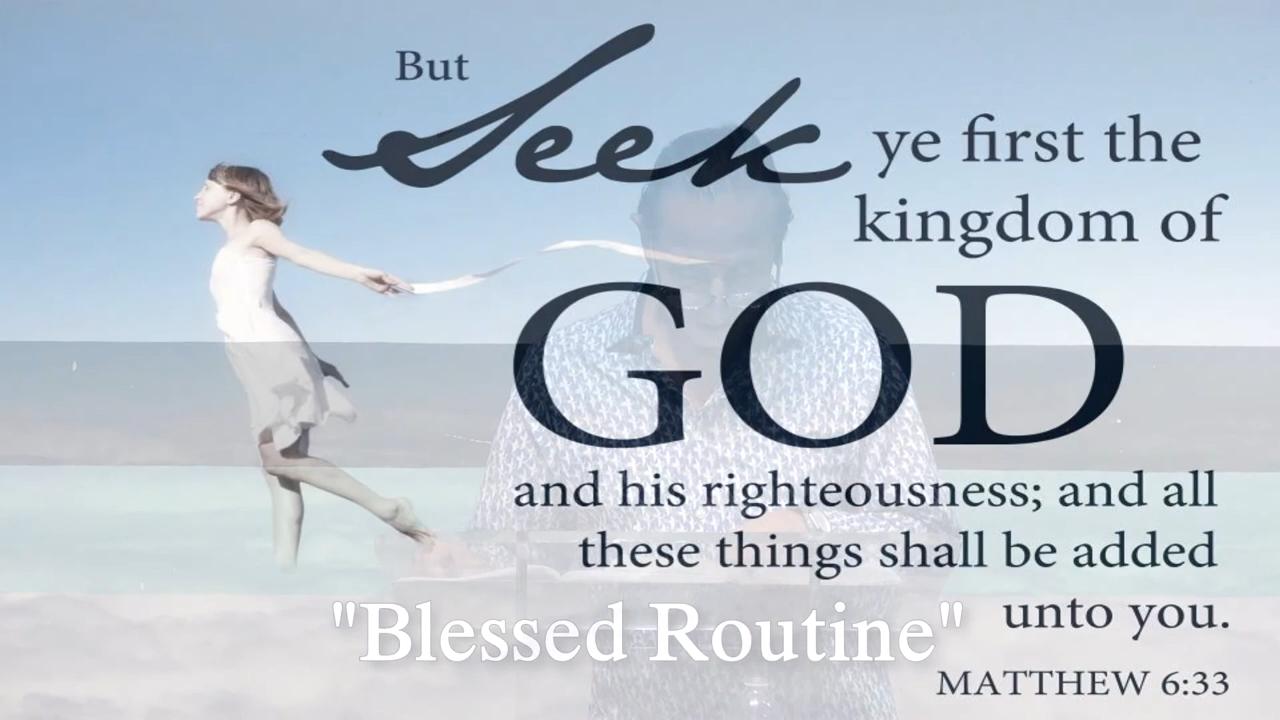 But Seek ye first the
kingdom of
GOD
and his righteousness; and all
these things shall be added
unto you.
"Blessed Routine"
MATTHEW 6:33